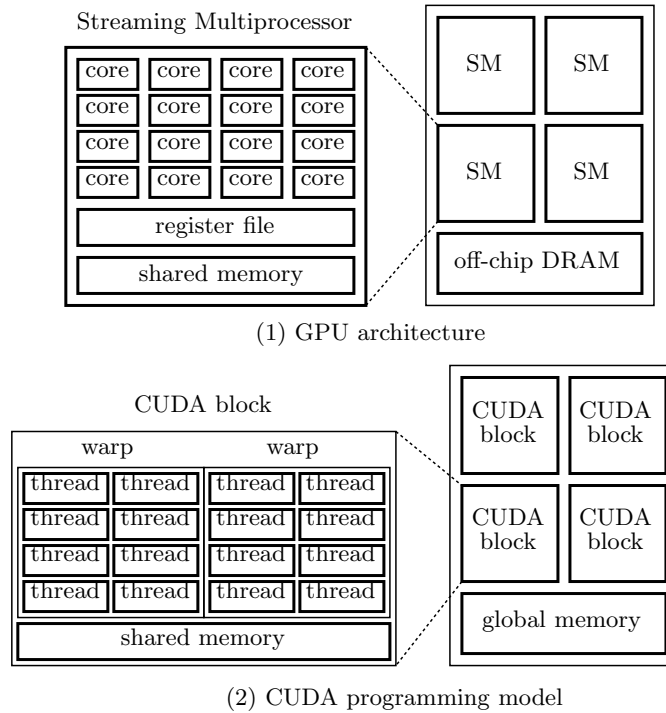 Streaming Multiprocessor
core core core core
core core core core
core core core core
core core core core
register file
shared memory
SM SM
SM SM
off-chip DRAM
(1) GPU architecture
CUDA block
warp warp
thread thread thread thread
thread thread thread thread
thread thread thread thread
thread thread thread thread
shared memory
CUDA CUDA
block block
CUDA CUDA
block block
global memory
(2) CUDA programming model